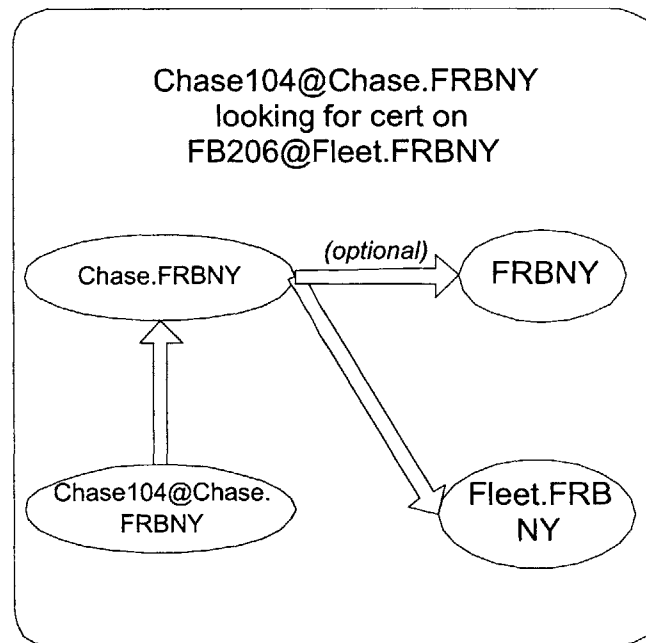 Chase104@Chase.FRBNY
looking for cert on
FB206@Fleet.FRBNY
(optional)
Chase.FRBNY
FRBNY
Chase104@Chase.
FRBNY
Fleet.FRB
NY